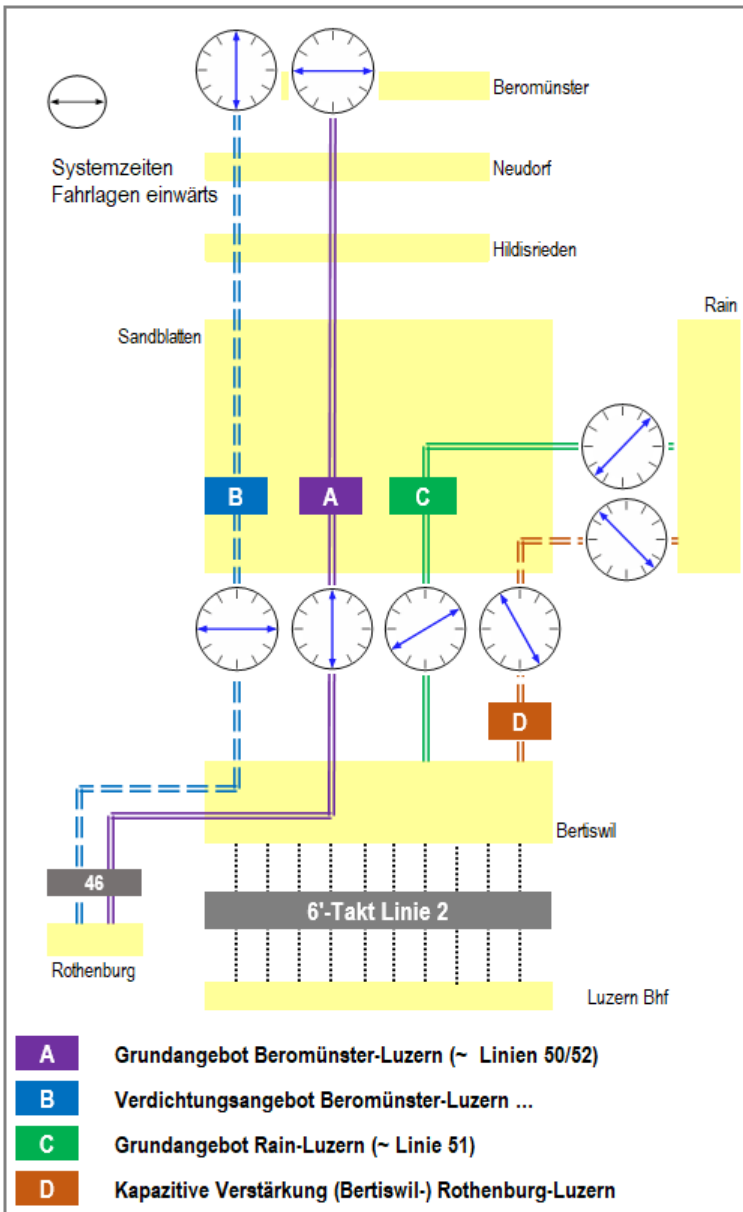 Beromünster
Systemzeiten
Fahrlagen einwärts
Neudorf
Hildisrieden
Rain
Sandblatten
B
A
C
D
Bertiswil
46
6'-Takt Linie 2
Rothenburg
Luzern Bhf
A Grundangebot Beromünster-Luzern (~ Linien 50/52)
B Verdichtungsangebot Beromünster-Luzern ...
C Grundangebot Rain-Luzern (~ Linie 51)
D Kapazitive Verstärkung (Bertiswil-) Rothenburg-Luzern